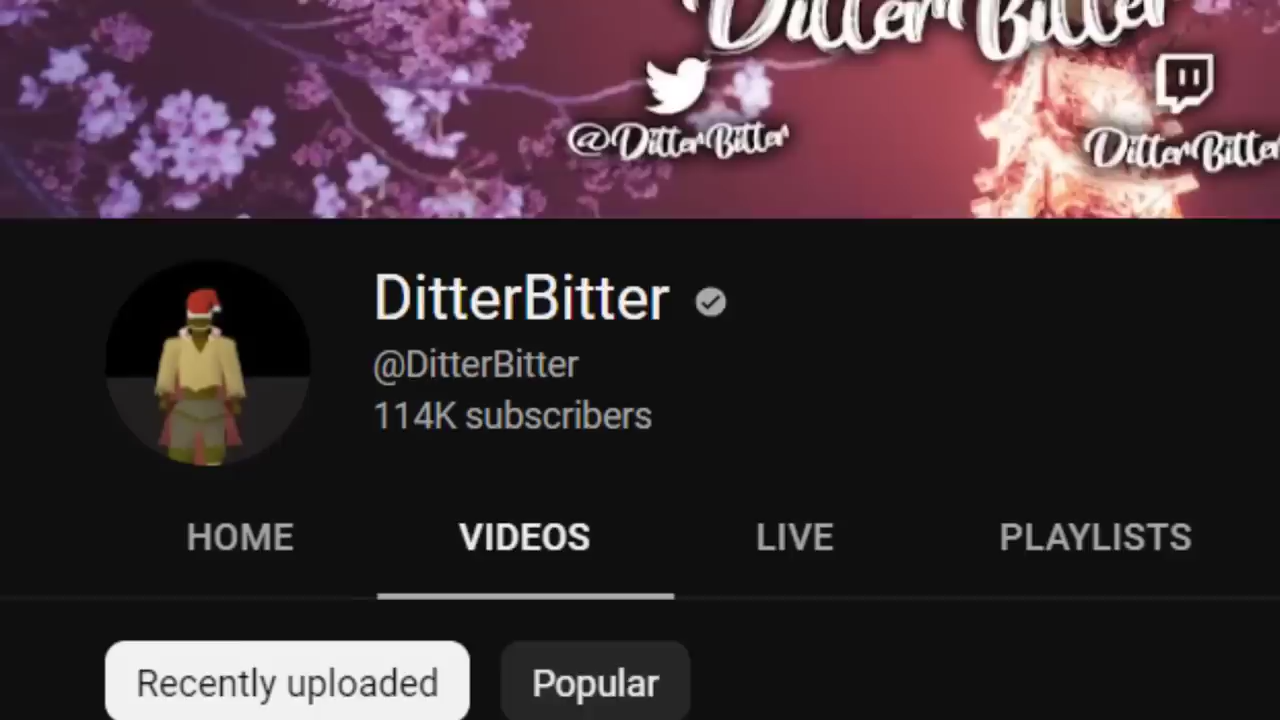 DitterBitter
@DitterBitter
DitterBitter
DitterBitter
@DitterBitter
114K subscribers
HOME VIDEOS LIVE PLAYLISTS
Recently uploaded Popular